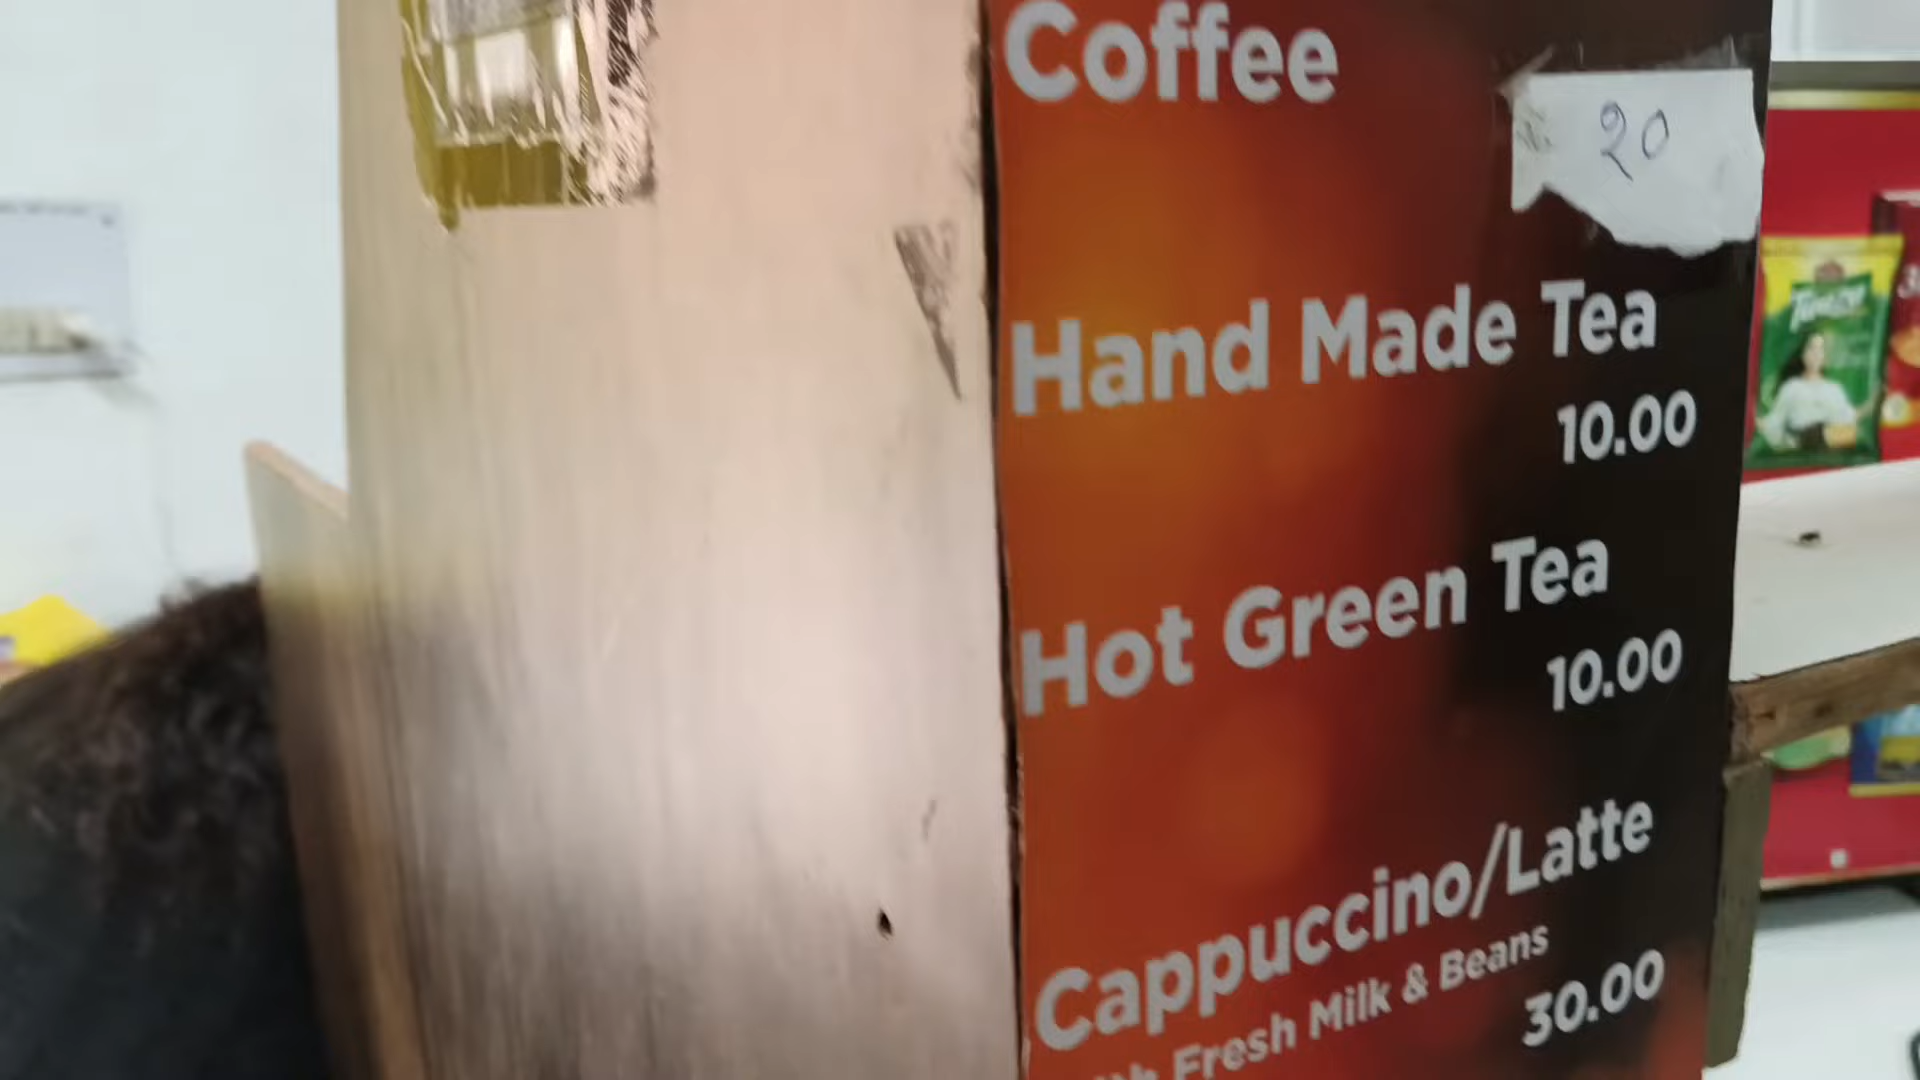 Coffee
20
Hand Made Tea
10.00
Hot Green Tea
10.00
Cappuccino/Latte
Fresh Milk & Beans
30.00